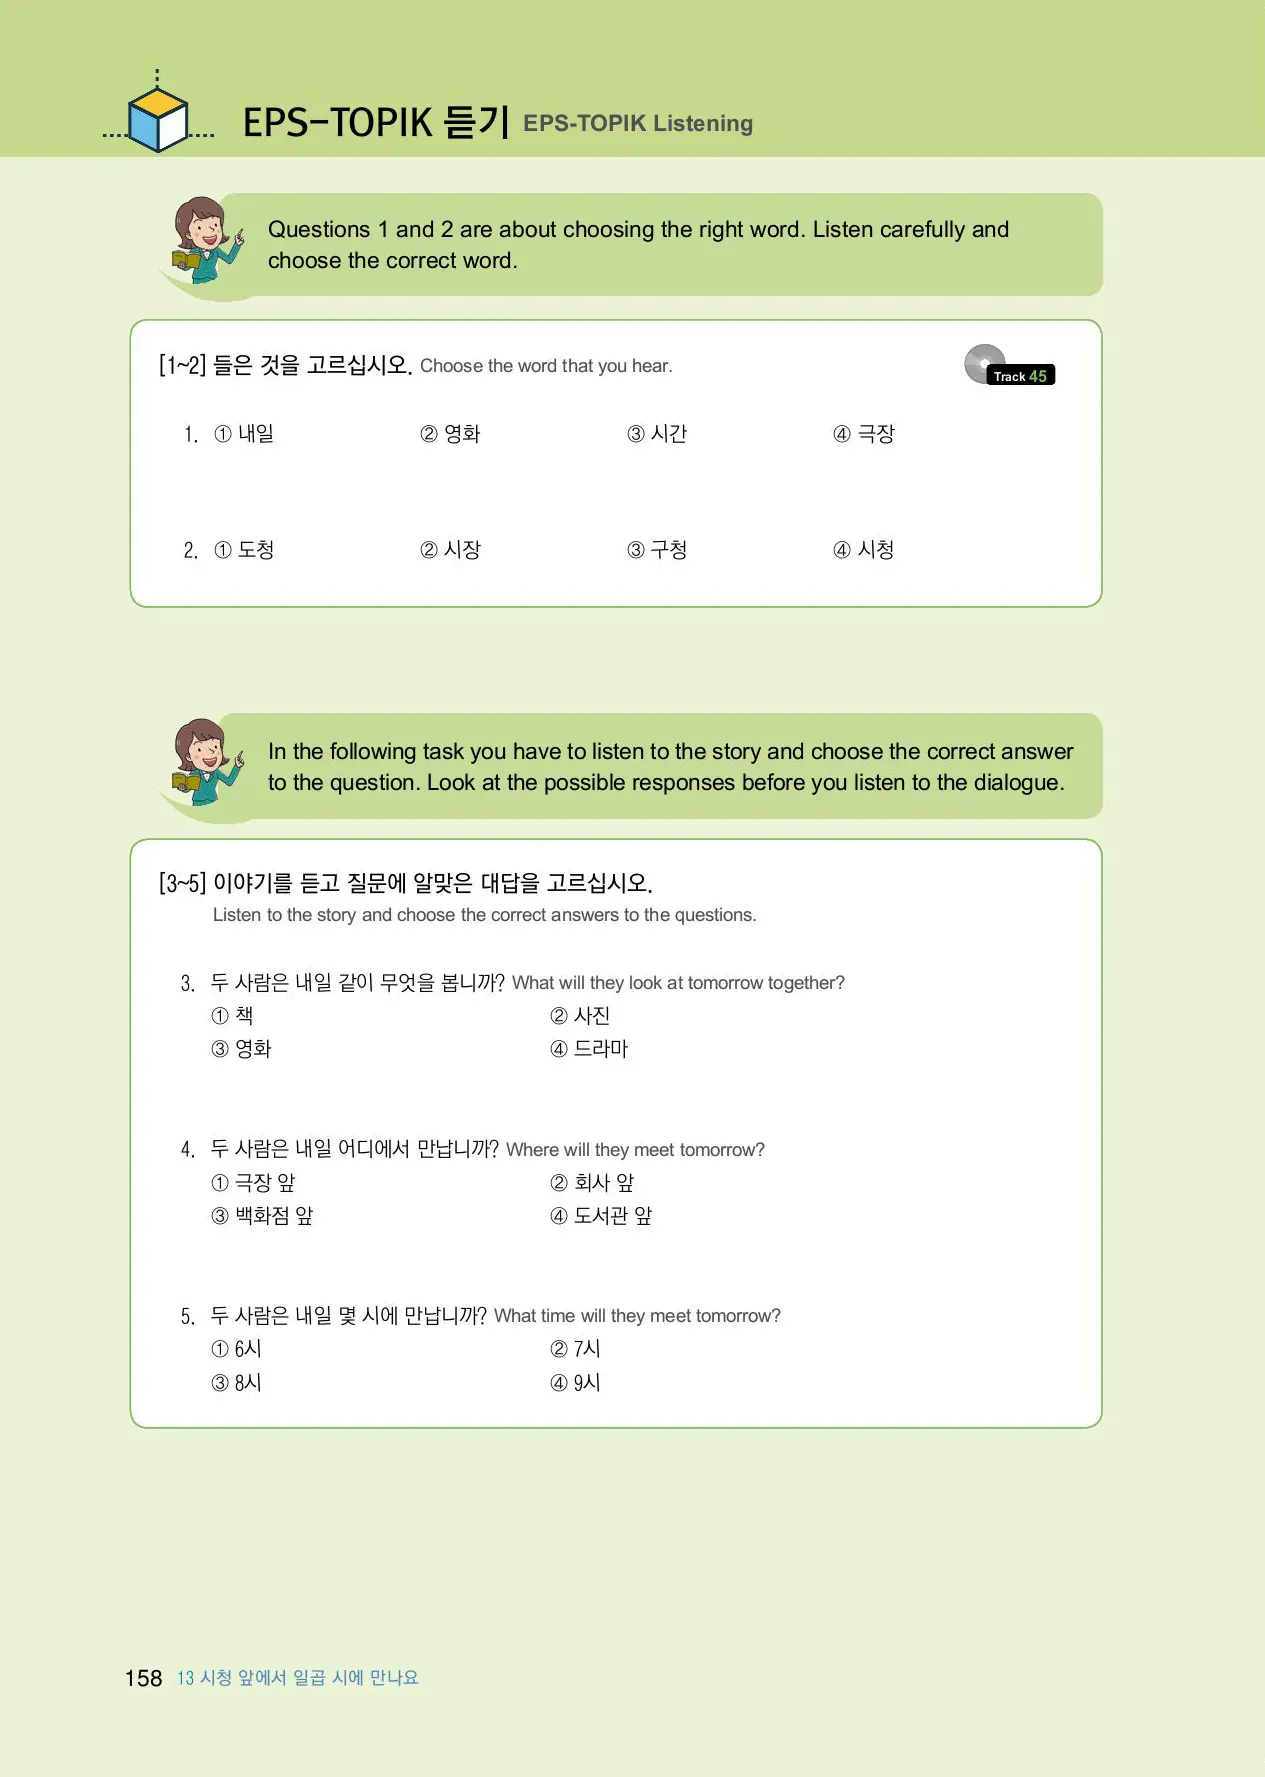 EPS-TOPIK 듣기 EPS-TOPIK Listening
Questions 1 and 2 are about choosing the right word. Listen carefully and
choose the correct word.
[1~2] 들은 것을 고르십시오. Choose the word that you hear.
Track 45
1. ① 내일 ② 영화 ③ 시간 ④ 극장
2. ① 도청 ② 시장 ③ 구청 ④ 시청
In the following task you have to listen to the story and choose the correct answer
to the question. Look at the possible responses before you listen to the dialogue.
[3~5] 이야기를 듣고 질문에 알맞은 대답을 고르십시오.
Listen to the story and choose the correct answers to the questions.
3. 두 사람은 내일 같이 무엇을 봅니까? What will they look at tomorrow together?
① 책 ② 사진
③ 영화 ④ 드라마
4. 두 사람은 내일 어디에서 만납니까? Where will they meet tomorrow?
① 극장 앞 ② 회사 앞
③ 백화점 앞 ④ 도서관 앞
5. 두 사람은 내일 몇 시에 만납니까? What time will they meet tomorrow?
① 6시 ② 7시
③ 8시 ④ 9시
158 13 시청 앞에서 일곱 시에 만나요